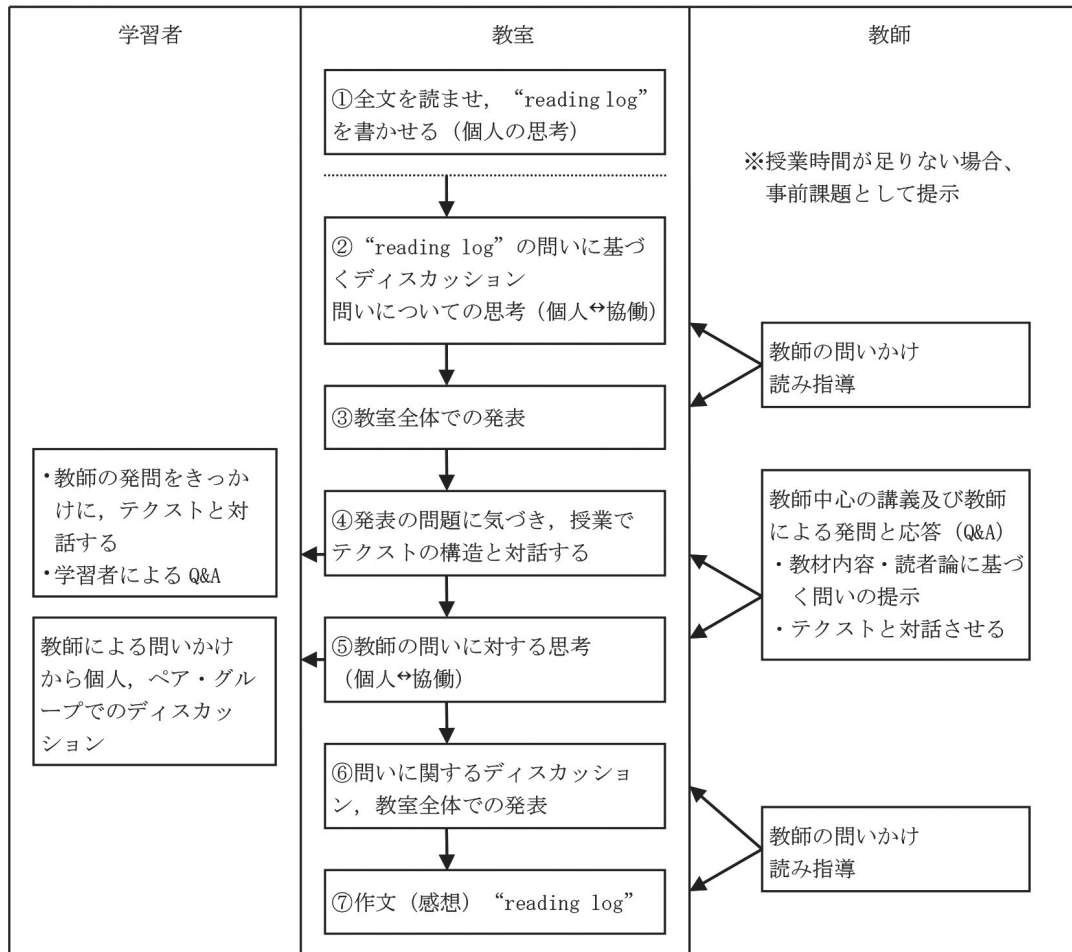 学習者
教室
教師
①全文を読ませ，“reading log”
を書かせる（個人の思考）
※授業時間が足りない場合、
事前課題として提示
②“reading log”の問いに基づ
くディスカッション
問いについての思考（個人↔協働）
教師の問いかけ
読み指導
③教室全体での発表
・教師の発問をきっか
けに，テクストと対
話する
・学習者による Q&A
④発表の問題に気づき，授業で
テクストの構造と対話する
教師中心の講義及び教師
による発問と応答（Q&A）
・教材内容・読者論に基づ
く問いの提示
・テクストと対話させる
教師による問いかけ
から個人，ペア・グル
ープでのディスカッ
ション
⑤教師の問いに対する思考
（個人↔協働）
⑥問いに関するディスカッショ
ン，教室全体での発表
教師の問いかけ
読み指導
⑦作文（感想）“reading log”